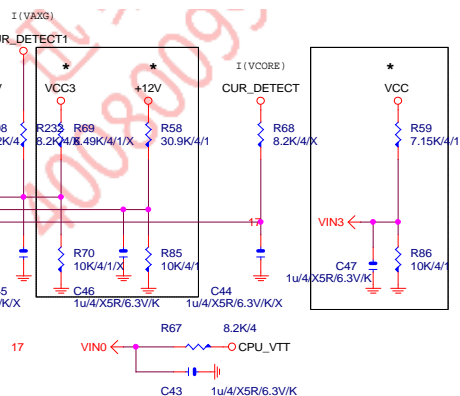 I(VAXG)
UR_DETECT1
*
*
I(VCORE)
*
VCC3
+12V
CUR_DETECT
VCC
R232
R69
R58
R68
R59
8.2K/4/X
6.49K/4/1/X
30.9K/4/1
8.2K/4/X
7.15K/4/1
17
VIN3
R70
R85
R86
10K/4/1/X
10K/4/1
10K/4/1
C47
1u/4/X5R/6.3V/K
C46
C44
1u/4/X5R/6.3V/K
1u/4/X5R/6.3V/K/X
R67
8.2K/4
17
VIN0
CPU_VTT
C43
1u/4/X5R/6.3V/K